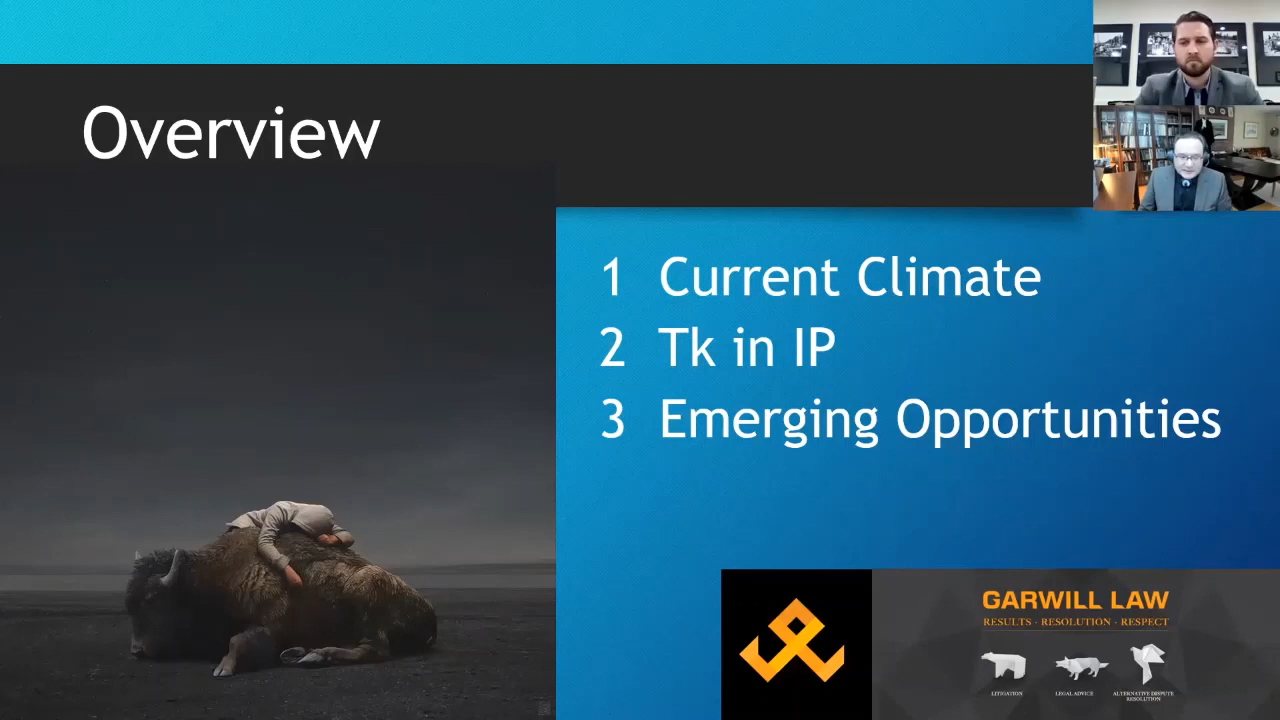 Overview
1 Current Climate
2 Tk in IP
3 Emerging Opportunities
GARWILL LAW
RESULTS · RESOLUTION · RESPECT
LITIGATION
LEGAL ADVICE
ALTERNATIVE DISPUTE
RESOLUTION